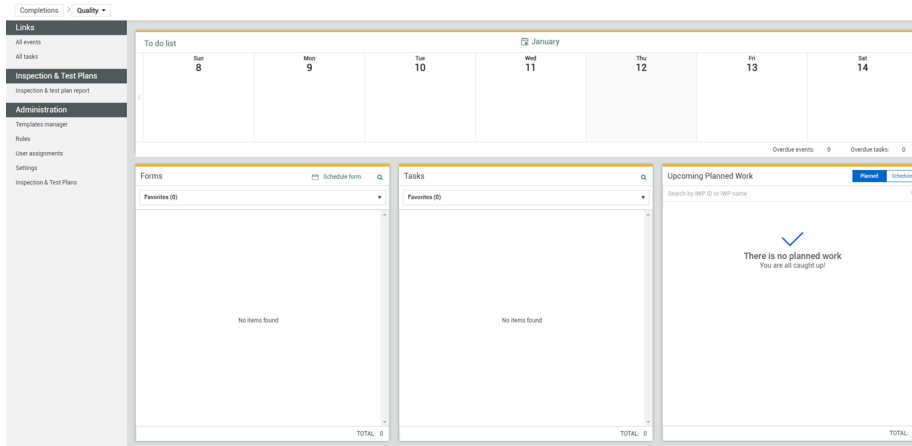 Completions > Quality
Links
All events
All tasks
Inspection & Test Plans
Inspection & test plan report
Administration
Templates manager
Roles
User assignments
Settings
Inspection & Test Plans
To do list
January
Sun Mon Tue Wed Thu Fri Sat
8 9 10 11 12 13 14
Overdue events: 0 Overdue tasks: 0
Forms Schedule form
Favorites (0)
No items found
TOTAL: 0
Tasks
Favorites (0)
No items found
TOTAL: 0
Upcoming Planned Work Planned Schedule
Search by IWP ID or IWP name
There is no planned work
You are all caught up!
TOTAL: